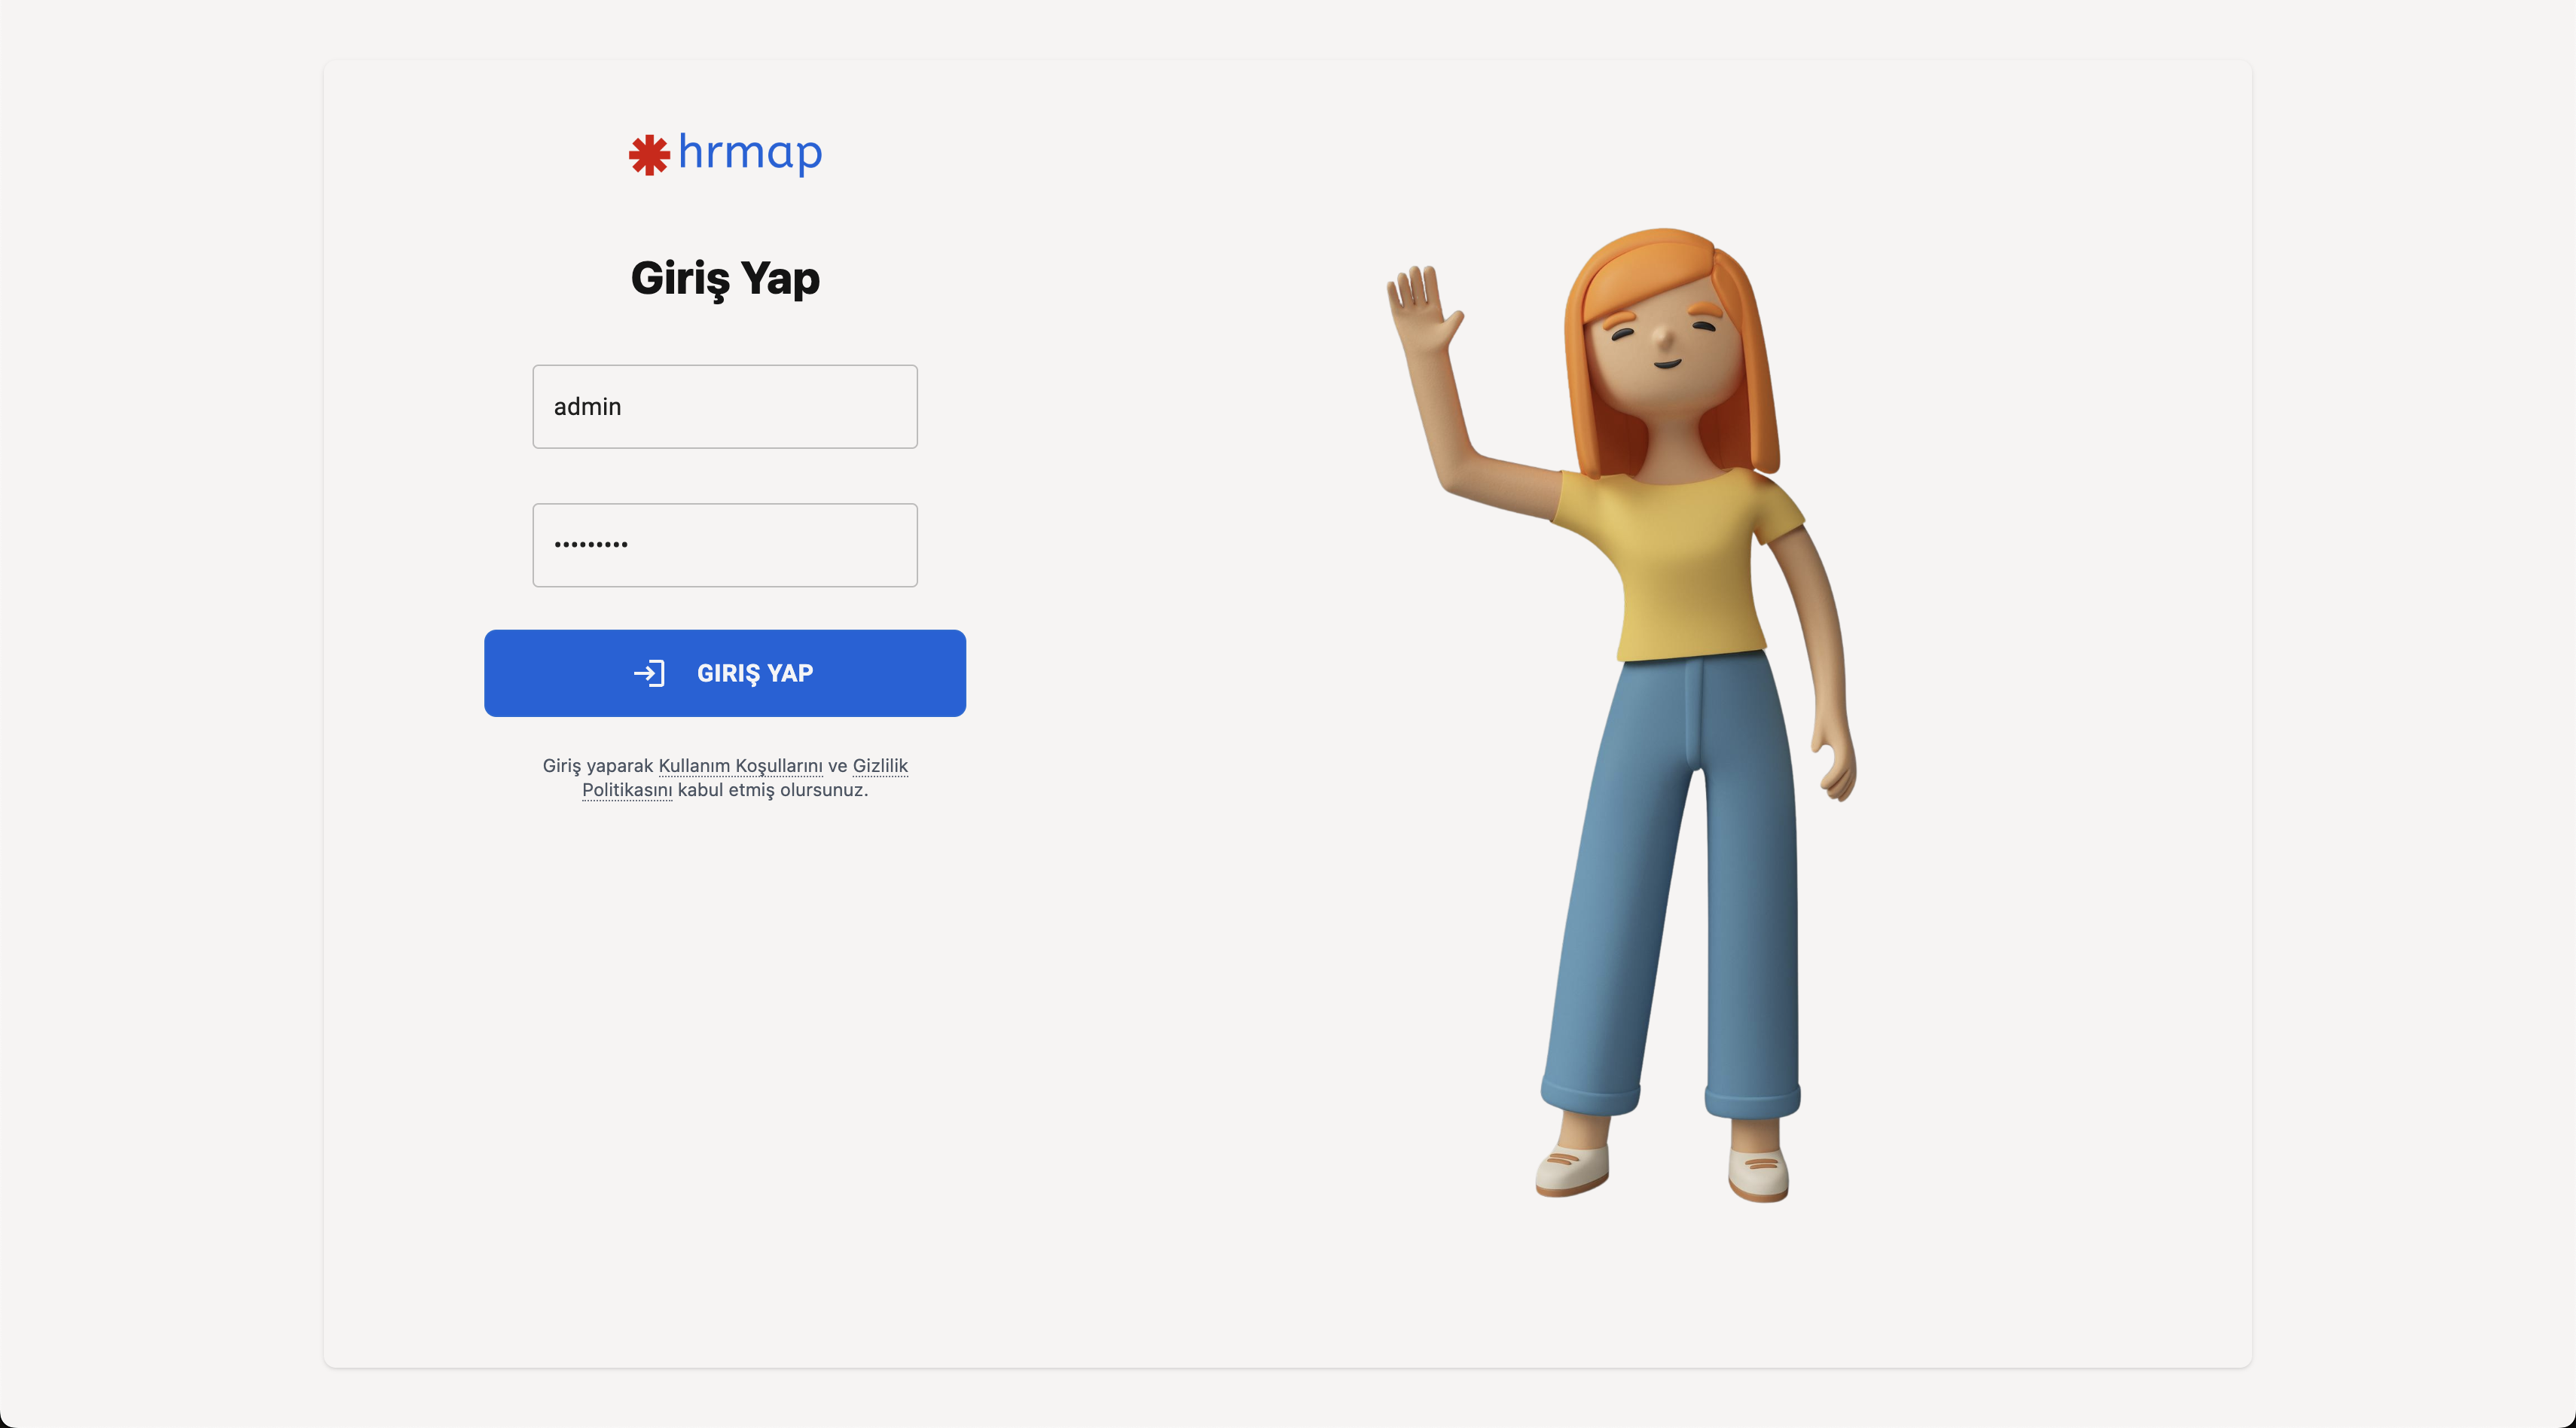 hrmap
Giriş Yap
admin
•••••••••
GIRIŞ YAP
Giriş yaparak Kullanım Koşullarını ve Gizlilik
Politikasını kabul etmiş olursunuz.